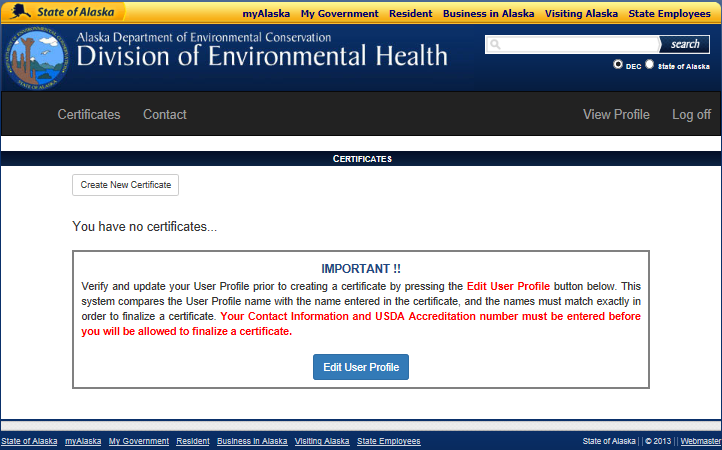 State of Alaska
myAlaska My Government Resident Business in Alaska Visiting Alaska State Employees
Alaska Department of Environmental Conservation
Division of Environmental Health
search
DEC State of Alaska
Certificates Contact View Profile Log off
CERTIFICATES
Create New Certificate
You have no certificates...
IMPORTANT !!
Verify and update your User Profile prior to creating a certificate by pressing the Edit User Profile button below. This
system compares the User Profile name with the name entered in the certificate, and the names must match exactly in
order to finalize a certificate. Your Contact Information and USDA Accreditation number must be entered before
you will be allowed to finalize a certificate.
Edit User Profile
State of Alaska myAlaska My Government Resident Business in Alaska Visiting Alaska State Employees State of Alaska | | © 2013 | | Webmaster